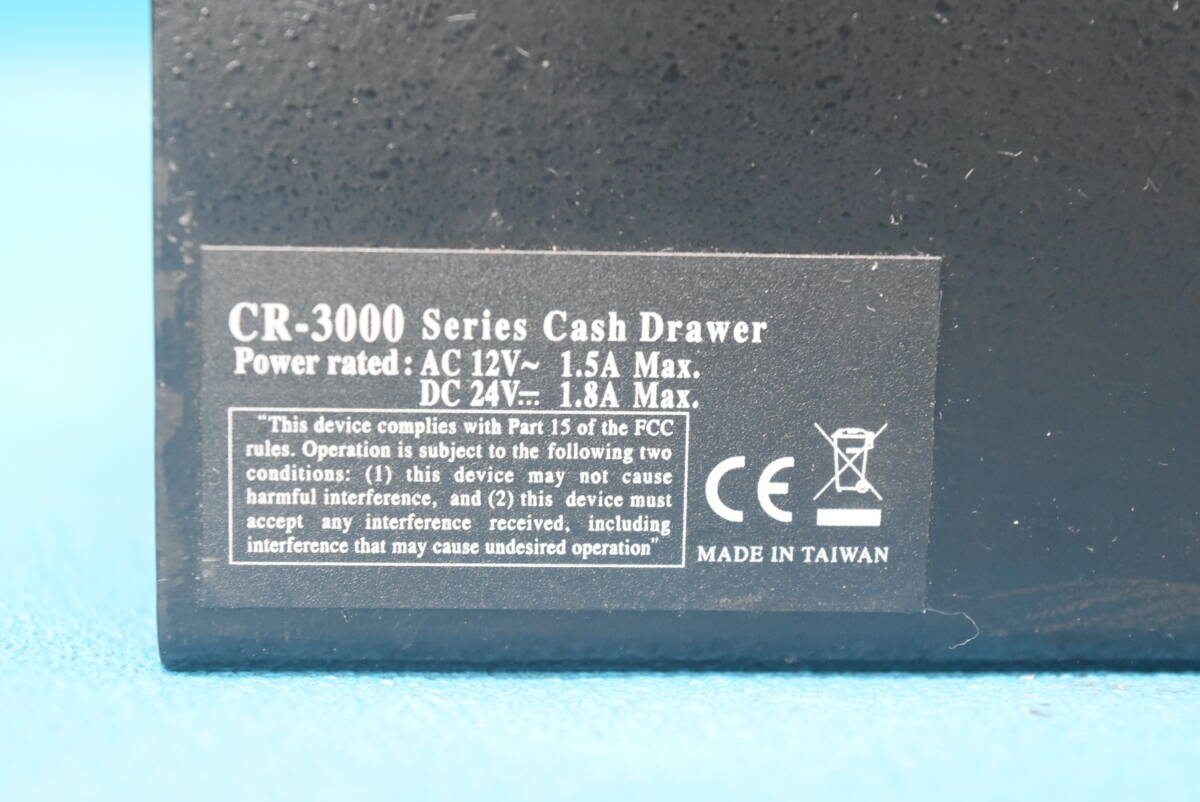 CR-3000 Series Cash Drawer
Power rated: AC 12V~ 1.5A Max.
DC 24V⎓ 1.8A Max.
"This device complies with Part 15 of the FCC
rules. Operation is subject to the following two
conditions: (1) this device may not cause
harmful interference, and (2) this device must
accept any interference received, including
interference that may cause undesired operation"
CE
MADE IN TAIWAN